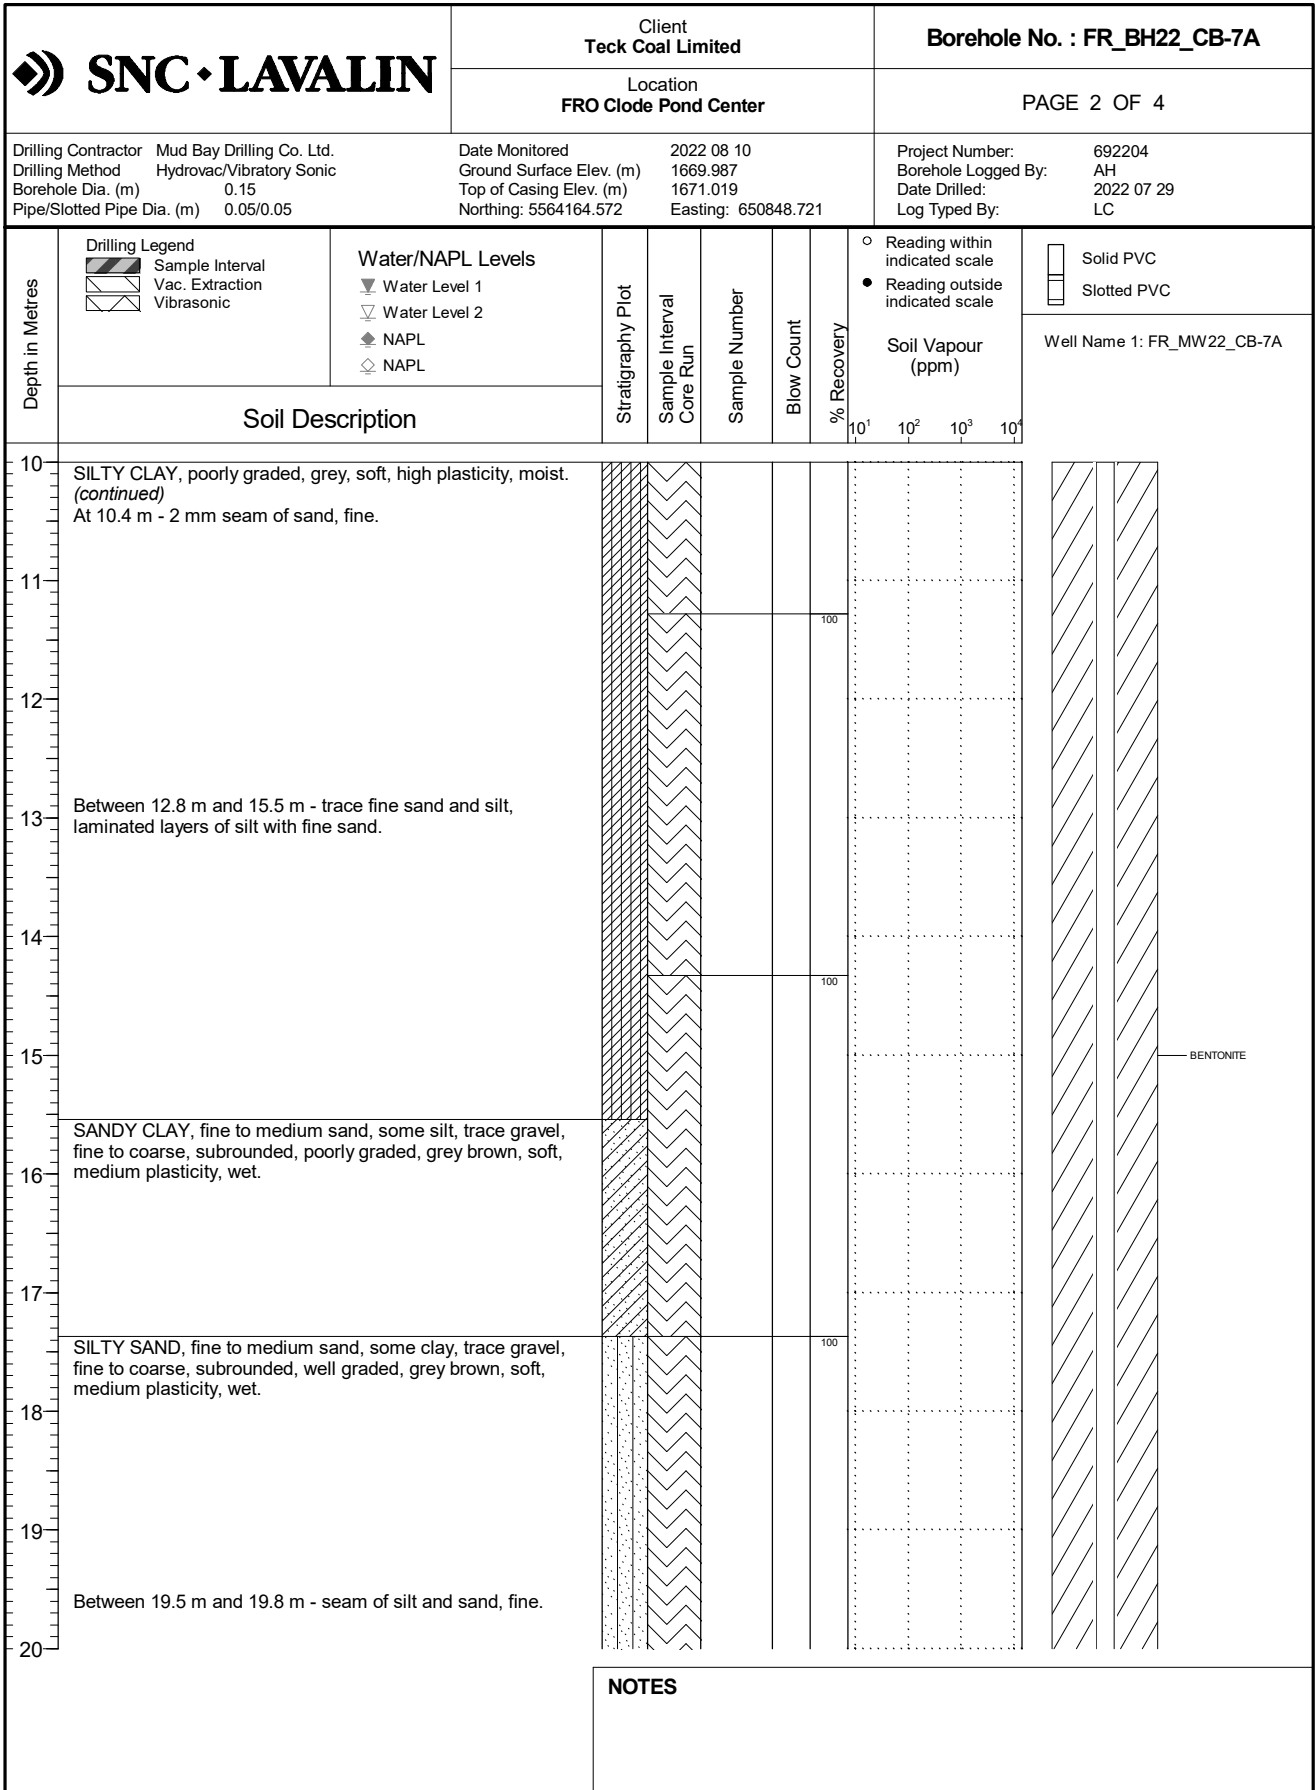 SNC·LAVALIN
Client
Teck Coal Limited
Location
FRO Clode Pond Center
Borehole No. : FR_BH22_CB-7A
PAGE 2 OF 4
Drilling Contractor Mud Bay Drilling Co. Ltd.
Drilling Method Hydrovac/Vibratory Sonic
Borehole Dia. (m) 0.15
Pipe/Slotted Pipe Dia. (m) 0.05/0.05
Date Monitored 2022 08 10
Ground Surface Elev. (m) 1669.987
Top of Casing Elev. (m) 1671.019
Northing: 5564164.572 Easting: 650848.721
Project Number: 692204
Borehole Logged By: AH
Date Drilled: 2022 07 29
Log Typed By: LC
Depth in Metres
Drilling Legend
Sample Interval
Vac. Extraction
Vibrasonic
Water/NAPL Levels
Water Level 1
Water Level 2
NAPL
NAPL
Soil Description
Stratigraphy Plot
Sample Interval
Core Run
Sample Number
Blow Count
% Recovery
Reading within
indicated scale
Reading outside
indicated scale
Soil Vapour
(ppm)
10¹ 10² 10³ 10⁴
Solid PVC
Slotted PVC
Well Name 1: FR_MW22_CB-7A
10
SILTY CLAY, poorly graded, grey, soft, high plasticity, moist.
(continued)
At 10.4 m - 2 mm seam of sand, fine.
11
100
12
Between 12.8 m and 15.5 m - trace fine sand and silt,
13
laminated layers of silt with fine sand.
14
100
15
BENTONITE
SANDY CLAY, fine to medium sand, some silt, trace gravel,
fine to coarse, subrounded, poorly graded, grey brown, soft,
16
medium plasticity, wet.
17
100
SILTY SAND, fine to medium sand, some clay, trace gravel,
fine to coarse, subrounded, well graded, grey brown, soft,
medium plasticity, wet.
18
19
Between 19.5 m and 19.8 m - seam of silt and sand, fine.
20
NOTES